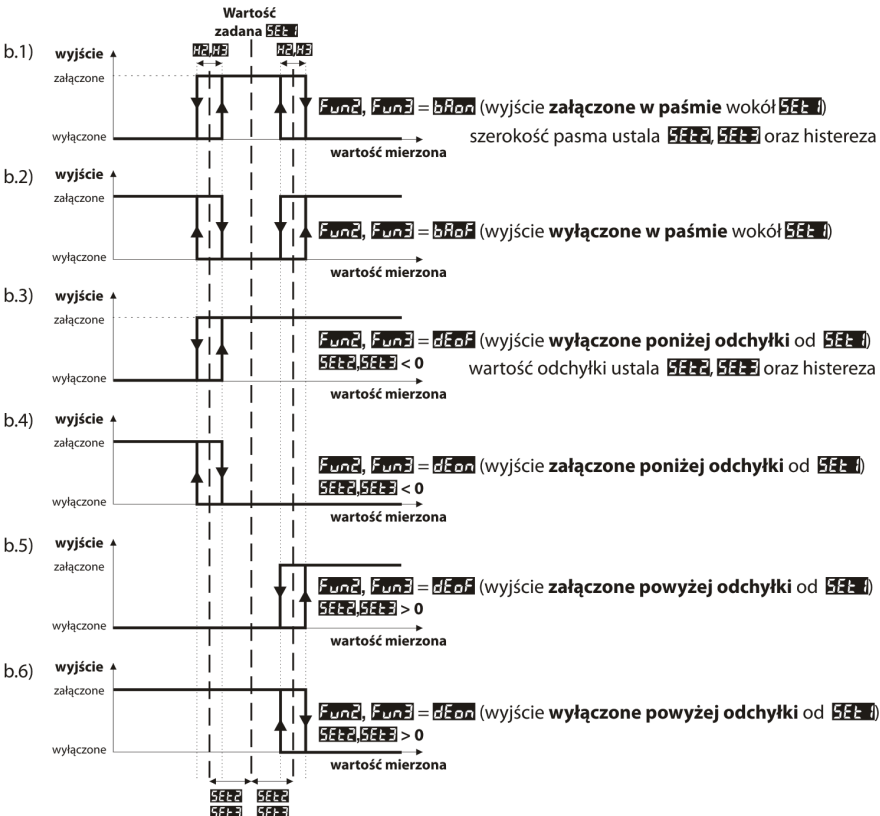 Wartość
zadana SEt1
H2,H3 H2,H3
b.1) wyjście
załączone
Fun2, Fun3 = bAon (wyjście załączone w paśmie wokół SEt1)
szerokość pasma ustala SEt2, SEt3 oraz histereza
wyłączone
wartość mierzona
b.2) wyjście
załączone
Fun2, Fun3 = bAoF (wyjście wyłączone w paśmie wokół SEt1)
wyłączone
wartość mierzona
b.3) wyjście
załączone
Fun2, Fun3 = dEoF (wyjście wyłączone poniżej odchyłki od SEt1)
SEt2,SEt3 < 0 wartość odchyłki ustala SEt2, SEt3 oraz histereza
wyłączone
wartość mierzona
b.4) wyjście
załączone
Fun2, Fun3 = dEon (wyjście załączone poniżej odchyłki od SEt1)
SEt2,SEt3 < 0
wyłączone
wartość mierzona
b.5) wyjście
załączone
Fun2, Fun3 = dEoF (wyjście załączone powyżej odchyłki od SEt1)
SEt2,SEt3 > 0
wyłączone
wartość mierzona
b.6) wyjście
załączone
Fun2, Fun3 = dEon (wyjście wyłączone powyżej odchyłki od SEt1)
SEt2,SEt3 > 0
wyłączone
wartość mierzona
SEt2 SEt2
SEt3 SEt3